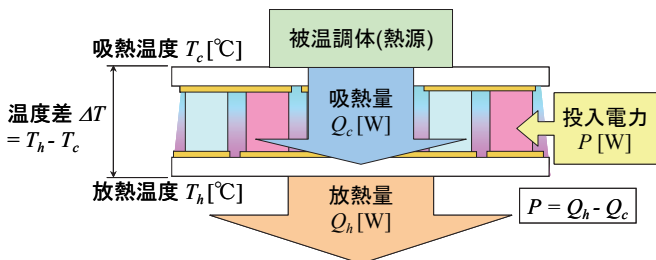 被温調体(熱源)
吸熱温度 Tc [℃]
吸熱量
Qc [W]
温度差 ΔT
= Th - Tc
投入電力
P [W]
放熱温度 Th [℃]
放熱量
Qh [W]
P = Qh - Qc